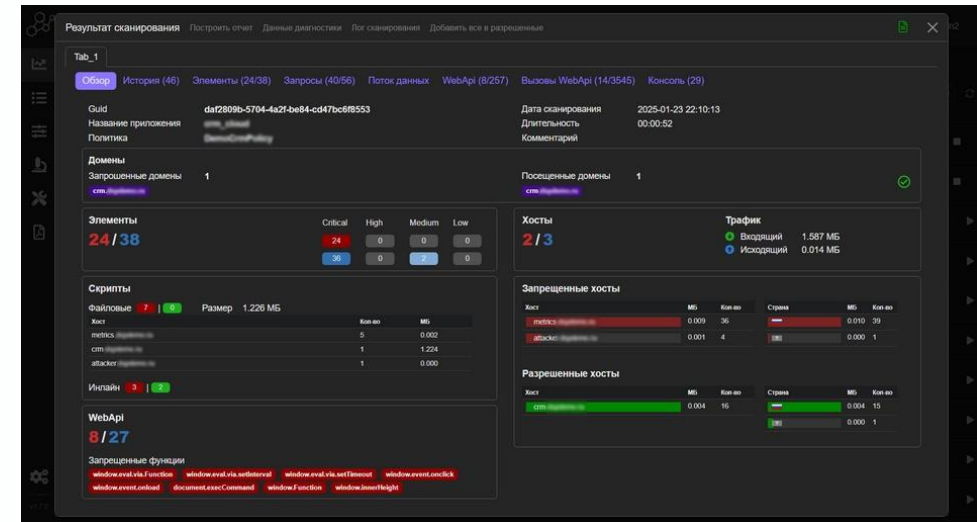 Результат сканирования Построить отчет Данные диагностики Лог сканирования Добавить все в разрешенные
Tab_1
Обзор История (46) Элементы (24/38) Запросы (40/56) Поток данных WebApi (8/257) Вызовы WebApi (14/3545) Консоль (29)
Guid daf2809b-5704-4a2f-be84-cd47bc6f8553 Дата сканирования 2025-01-23 22:10:13
Название приложения Длительность 00:00:52
Политика Комментарий
Домены
Запрошенные домены 1 Посещенные домены 1
crm. crm.
Элементы Critical High Medium Low Хосты Трафик
24/38 24 0 0 0 2/3 Входящий 1.587 МБ
36 0 2 0 Исходящий 0.014 МБ
Скрипты Запрещенные хосты
Файловые 7 | 0 Размер 1.226 МБ
Хост МБ Кол-во Страна МБ Кол-во
Хост Кол-во МБ
metrics. 0.009 36 0.010 39
metrics. 5 0.002
attacker. 0.001 4 0.000 1
crm. 1 1.224
attacker. 1 0.000
Разрешенные хосты
Инлайн 3 | 2
Хост МБ Кол-во Страна МБ Кол-во
crm. 0.004 16 0.004 15
0.000 1
WebApi
8/27
Запрещенные функции
window.eval.via.Function window.eval.via.setInterval window.eval.via.setTimeout window.event.onclick
window.event.onload document.execCommand window.Function window.innerHeight